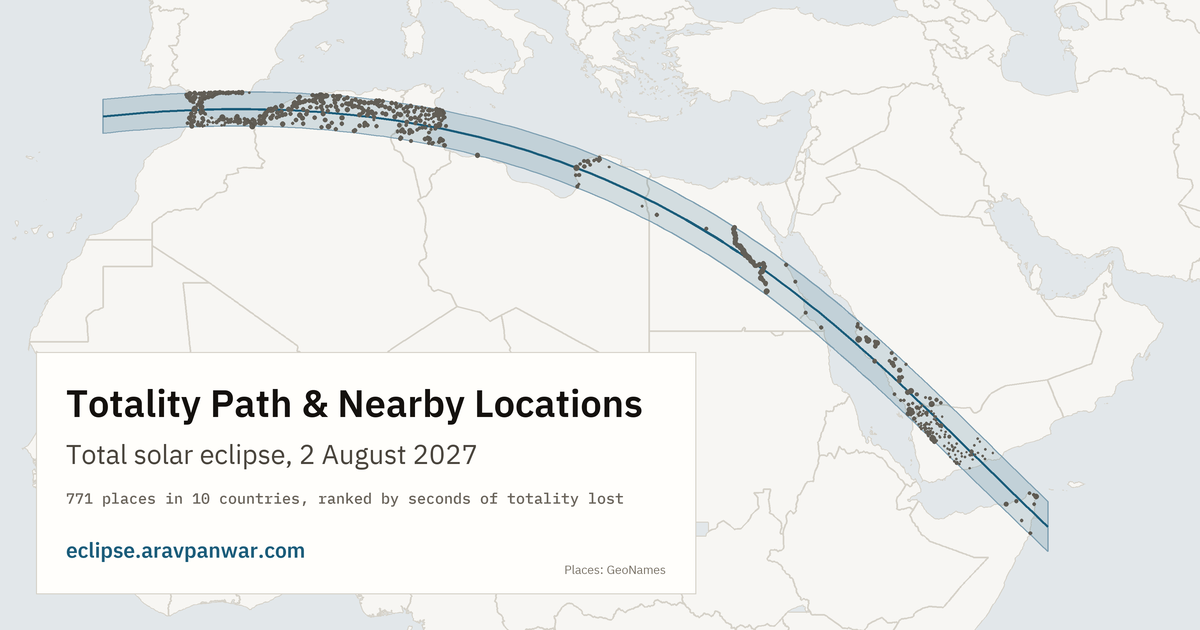 Totality Path & Nearby Locations
Total solar eclipse, 2 August 2027
771 places in 10 countries, ranked by seconds of totality lost
eclipse.aravpanwar.com
Places: GeoNames